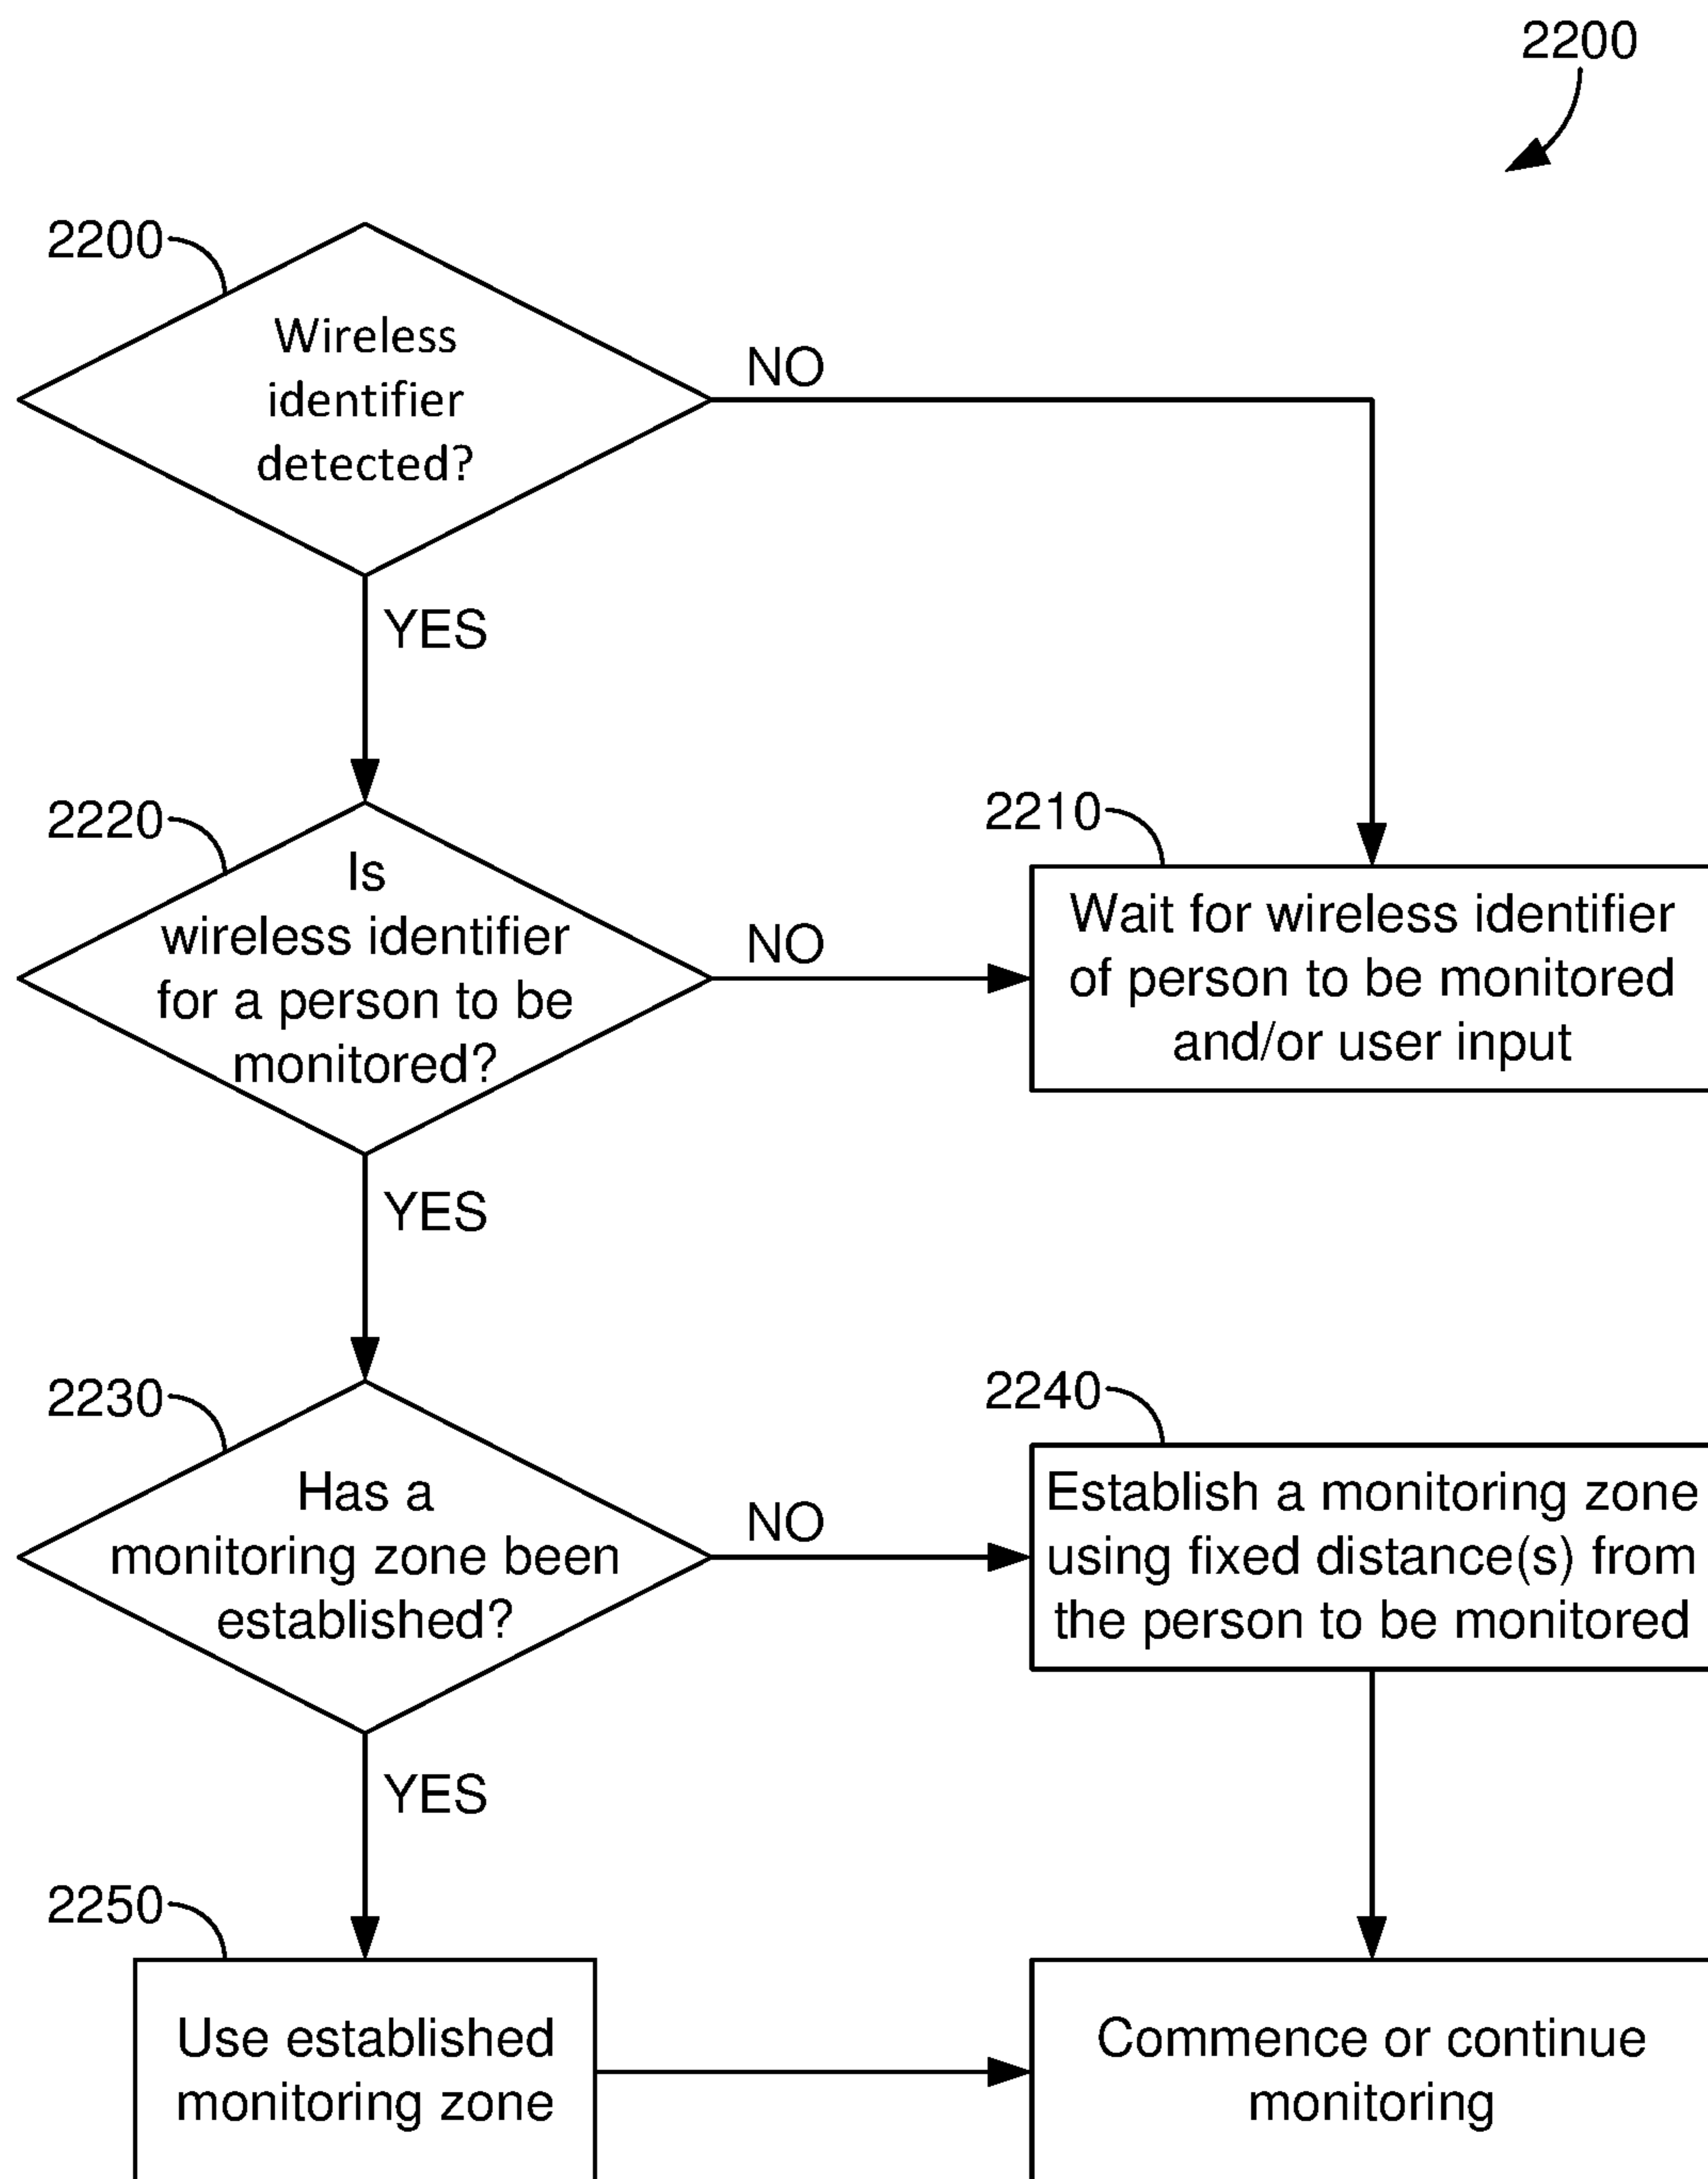 2200
2200
Wireless
identifier
detected?
NO
YES
2220
Is
wireless identifier
for a person to be
monitored?
NO
2210
Wait for wireless identifier
of person to be monitored
and/or user input
YES
2230
Has a
monitoring zone been
established?
NO
2240
Establish a monitoring zone
using fixed distance(s) from
the person to be monitored
YES
2250
Use established
monitoring zone
Commence or continue
monitoring